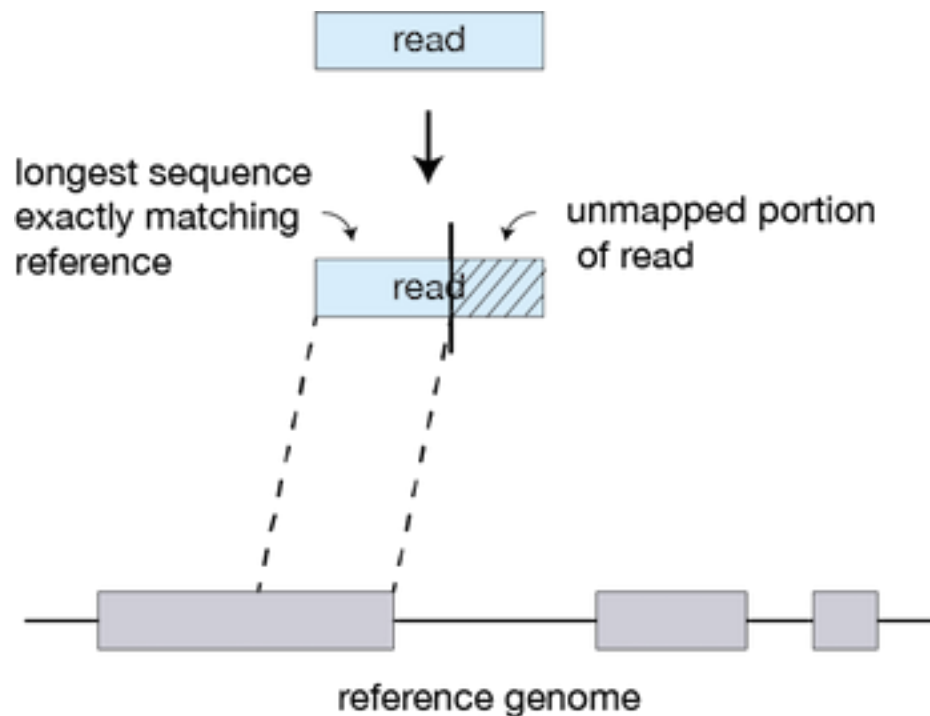 read
longest sequence
exactly matching
reference
unmapped portion
of read
read
reference genome